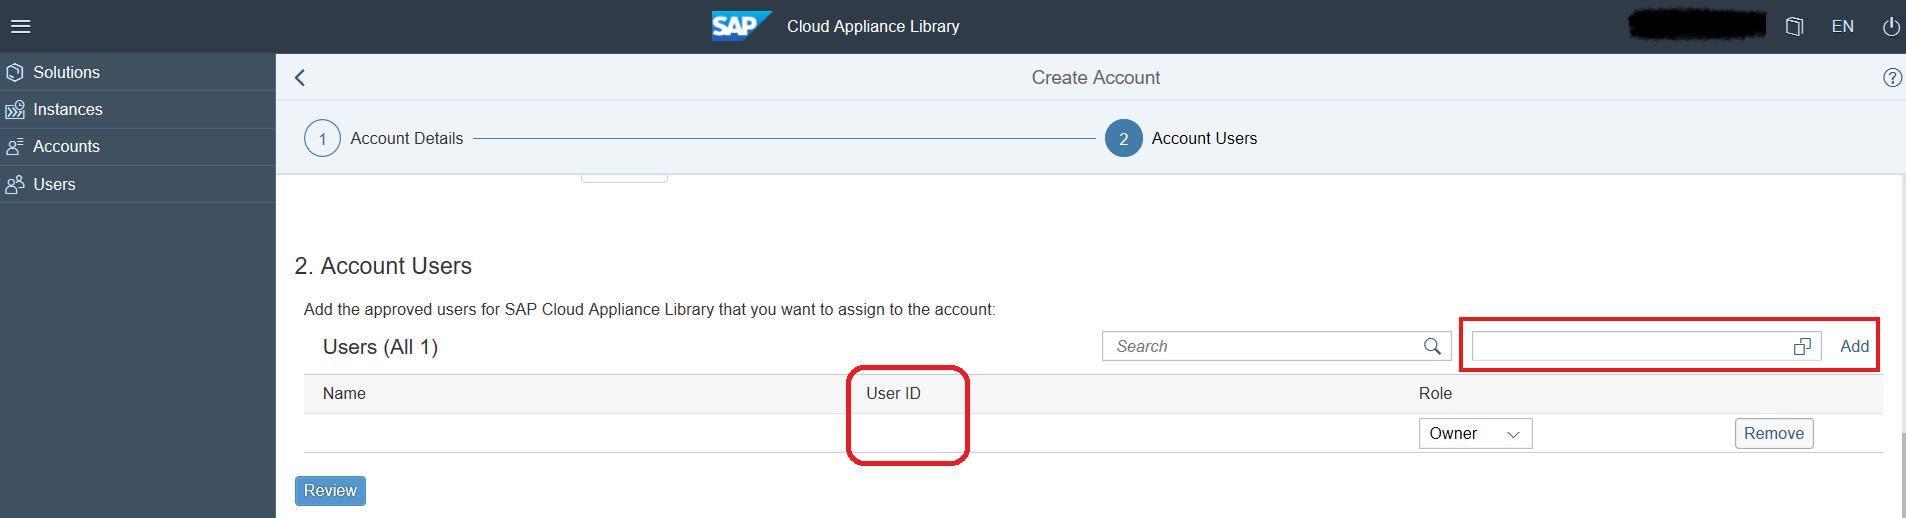 SAP Cloud Appliance Library
EN
Solutions
Instances
Accounts
Users
Create Account
?
1 Account Details
2 Account Users
2. Account Users
Add the approved users for SAP Cloud Appliance Library that you want to assign to the account:
Users (All 1)
Search
Add
Name User ID Role
Owner Remove
Review